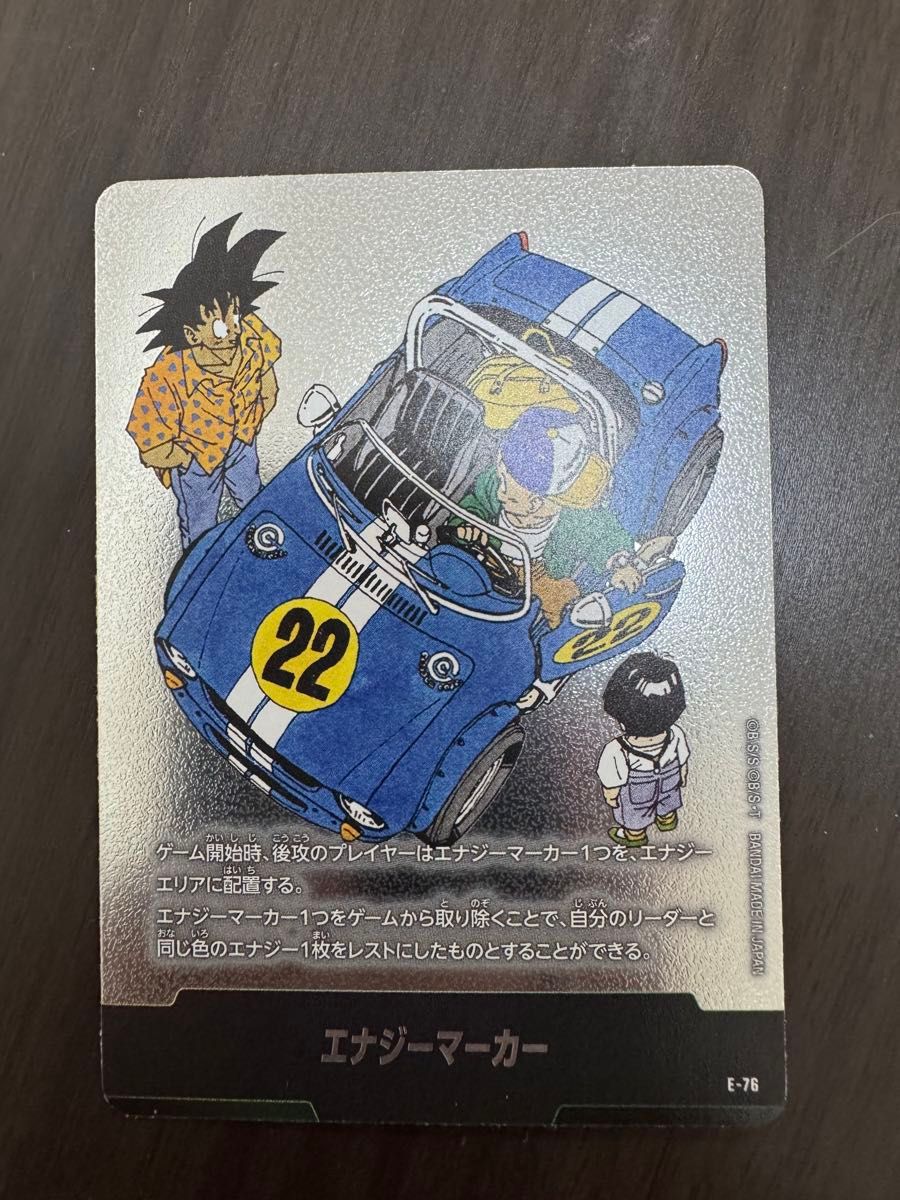 22
22
ゲーム開始時、後攻のプレイヤーはエナジーマーカー1つを、エナジー
エリアに配置する。
エナジーマーカー1つをゲームから取り除くことで、自分のリーダーと
同じ色のエナジー1枚をレストにしたものとすることができる。
©B/S ©B/S・T BANDAI MADE IN JAPAN
エナジーマーカー
E-76